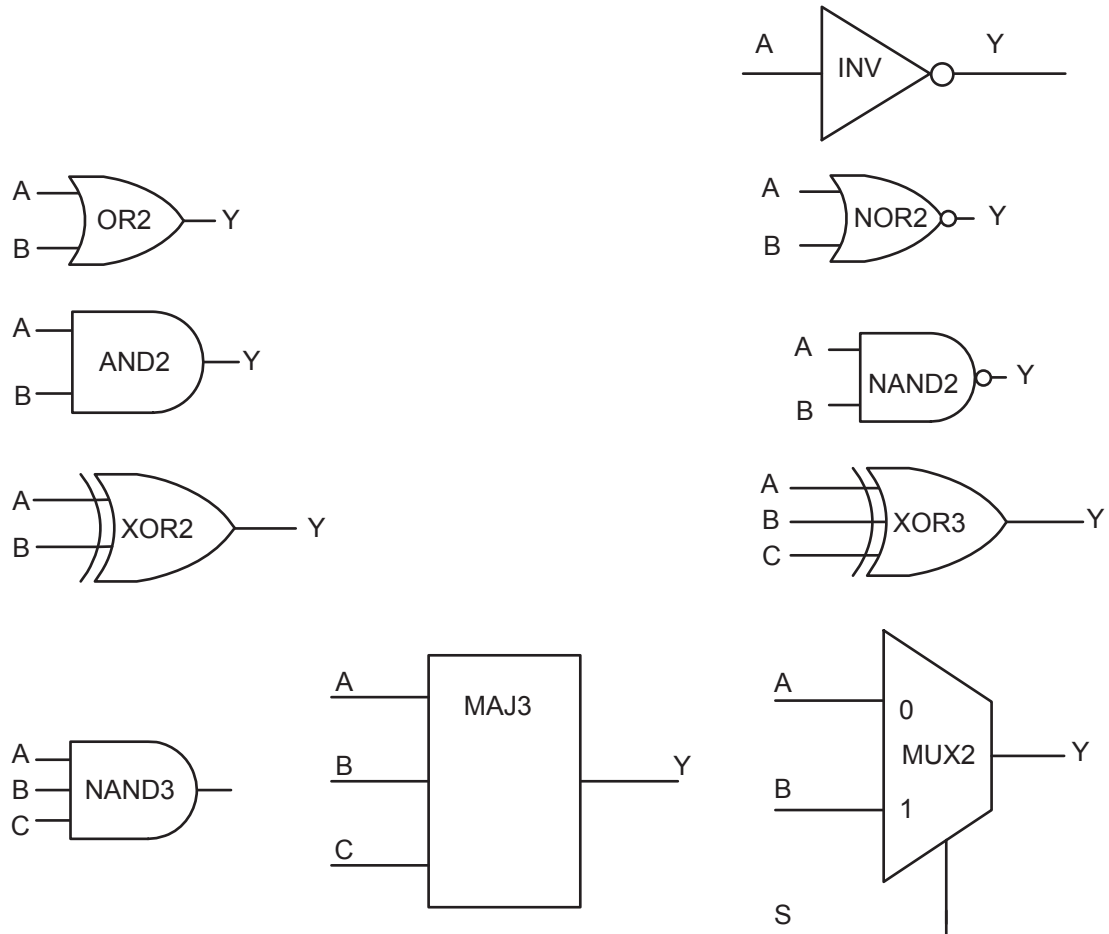 A INV Y
A
OR2 Y
B
A
NOR2 Y
B
A
AND2 Y
B
A
NAND2 Y
B
A
XOR2 Y
B
A
B XOR3 Y
C
A
B NAND3
C
A MAJ3
B Y
C
A
0
MUX2 Y
B
1
S